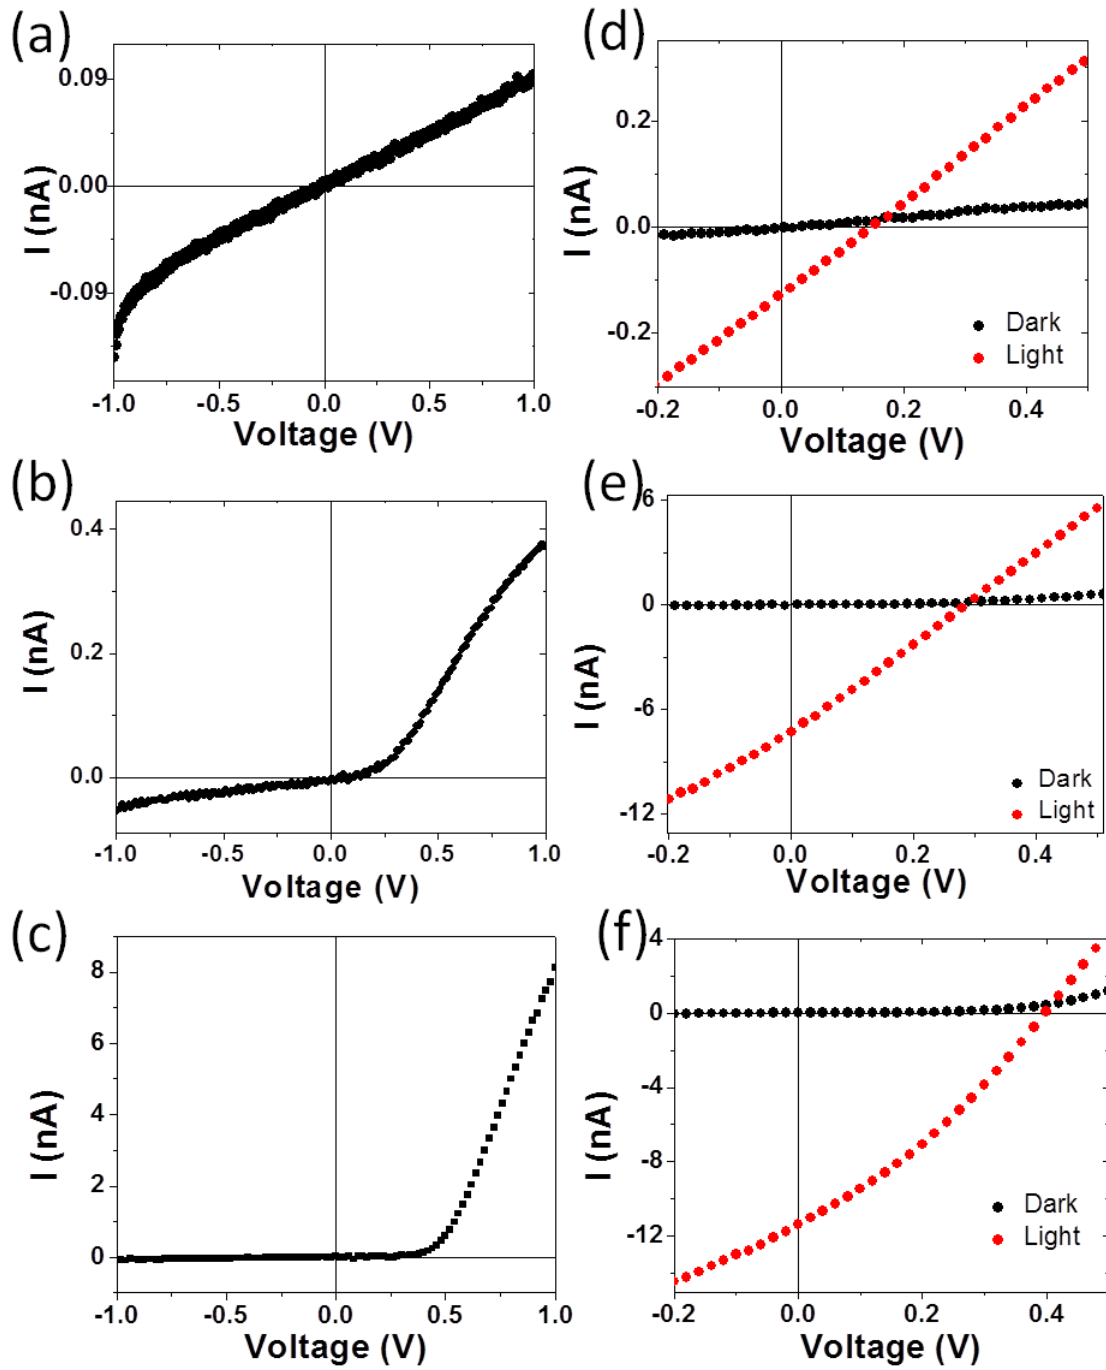 (a)
0.09
0.00
-0.09
I (nA)
-1.0 -0.5 0.0 0.5 1.0
Voltage (V)
(d)
0.2
0.0
-0.2
I (nA)
Dark
Light
-0.2 0.0 0.2 0.4
Voltage (V)
(b)
0.4
0.2
0.0
I (nA)
-1.0 -0.5 0.0 0.5 1.0
Voltage (V)
(e)
6
0
-6
-12
I (nA)
Dark
Light
-0.2 0.0 0.2 0.4
Voltage (V)
(c)
8
6
4
2
0
I (nA)
-1.0 -0.5 0.0 0.5 1.0
Voltage (V)
(f)
4
0
-4
-8
-12
I (nA)
Dark
Light
-0.2 0.0 0.2 0.4
Voltage (V)